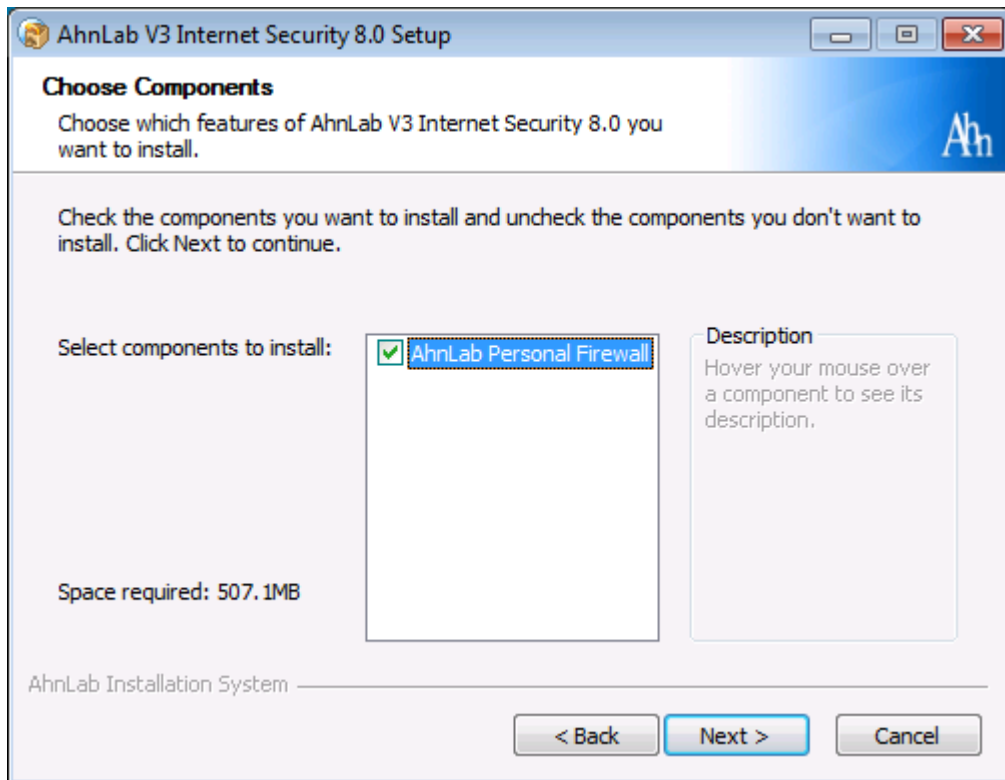 AhnLab V3 Internet Security 8.0 Setup
Choose Components
Choose which features of AhnLab V3 Internet Security 8.0 you
want to install.
Ahn
Check the components you want to install and uncheck the components you don't want to
install. Click Next to continue.
Select components to install:
AhnLab Personal Firewall
Description
Hover your mouse over
a component to see its
description.
Space required: 507.1MB
AhnLab Installation System
< Back
Next >
Cancel